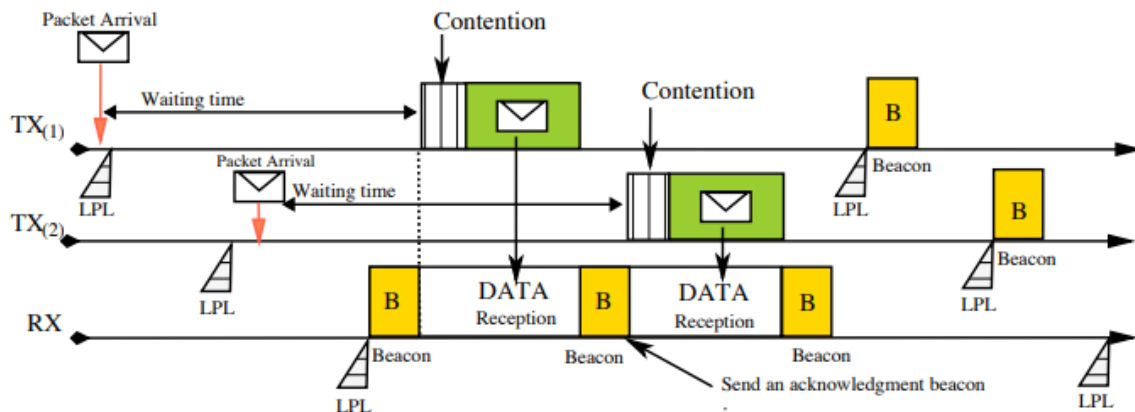 Packet Arrival
Contention
Waiting time
Contention
TX(1)
B
Beacon
LPL
Packet Arrival
Waiting time
LPL
TX(2)
B
Beacon
LPL
LPL
B
DATA
Reception
B
DATA
Reception
B
RX
Beacon
Beacon
Beacon
LPL
Send an acknowledgment beacon
LPL